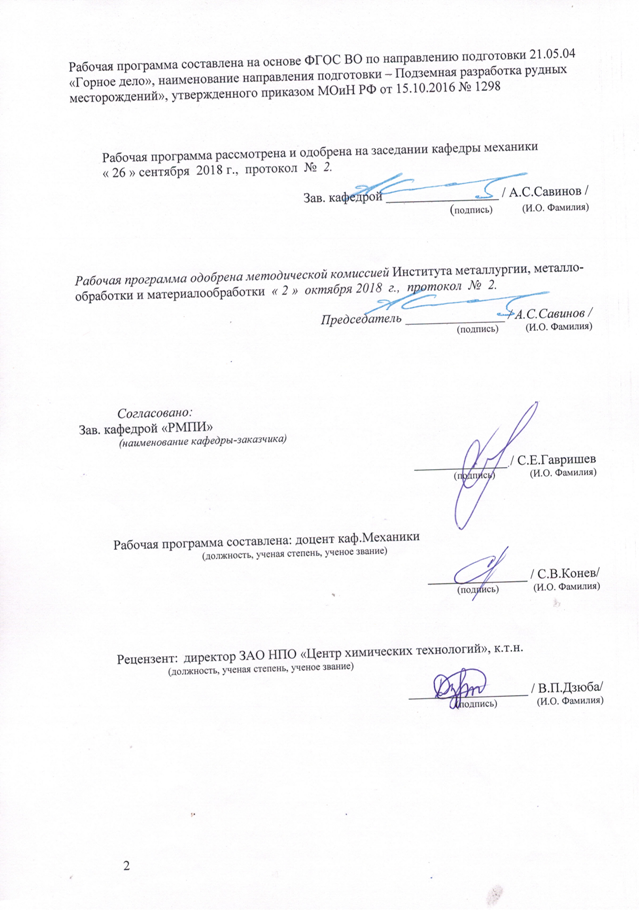 Рабочая программа составлена на основе ФГОС ВО по направлению подготовки 21.05.04
«Горное дело», наименование направления подготовки – Подземная разработка рудных
месторождений», утвержденного приказом МОиН РФ от 15.10.2016 № 1298
Рабочая программа рассмотрена и одобрена на заседании кафедры механики
« 26 » сентября 2018 г., протокол № 2.
Зав. кафедрой ________________ / А.С.Савинов /
(подпись) (И.О. Фамилия)
Рабочая программа одобрена методической комиссией Института металлургии, металло-
обработки и материалообработки « 2 » октября 2018 г., протокол № 2.
Председатель ________________ / А.С.Савинов /
(подпись) (И.О. Фамилия)
Согласовано:
Зав. кафедрой «РМПИ»
(наименование кафедры-заказчика)
________________ / С.Е.Гавришев
(подпись) (И.О. Фамилия)
Рабочая программа составлена: доцент каф.Механики
(должность, ученая степень, ученое звание)
________________ / С.В.Конев/
(подпись) (И.О. Фамилия)
Рецензент: директор ЗАО НПО «Центр химических технологий», к.т.н.
(должность, ученая степень, ученое звание)
________________ / В.П.Дзюба/
(подпись) (И.О. Фамилия)
2